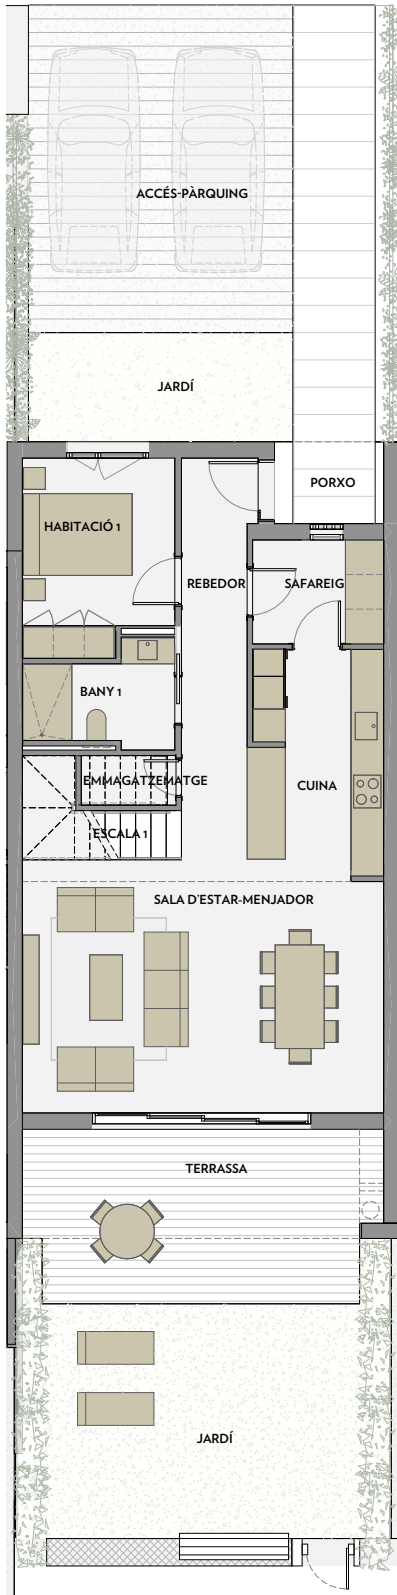 ACCÉS-PÀRQUING
JARDÍ
PORXO
HABITACIÓ 1
REBEDOR
SAFAREIG
BANY 1
EMMAGATZEMATGE
CUINA
ESCALA 1
SALA D'ESTAR-MENJADOR
TERRASSA
JARDÍ